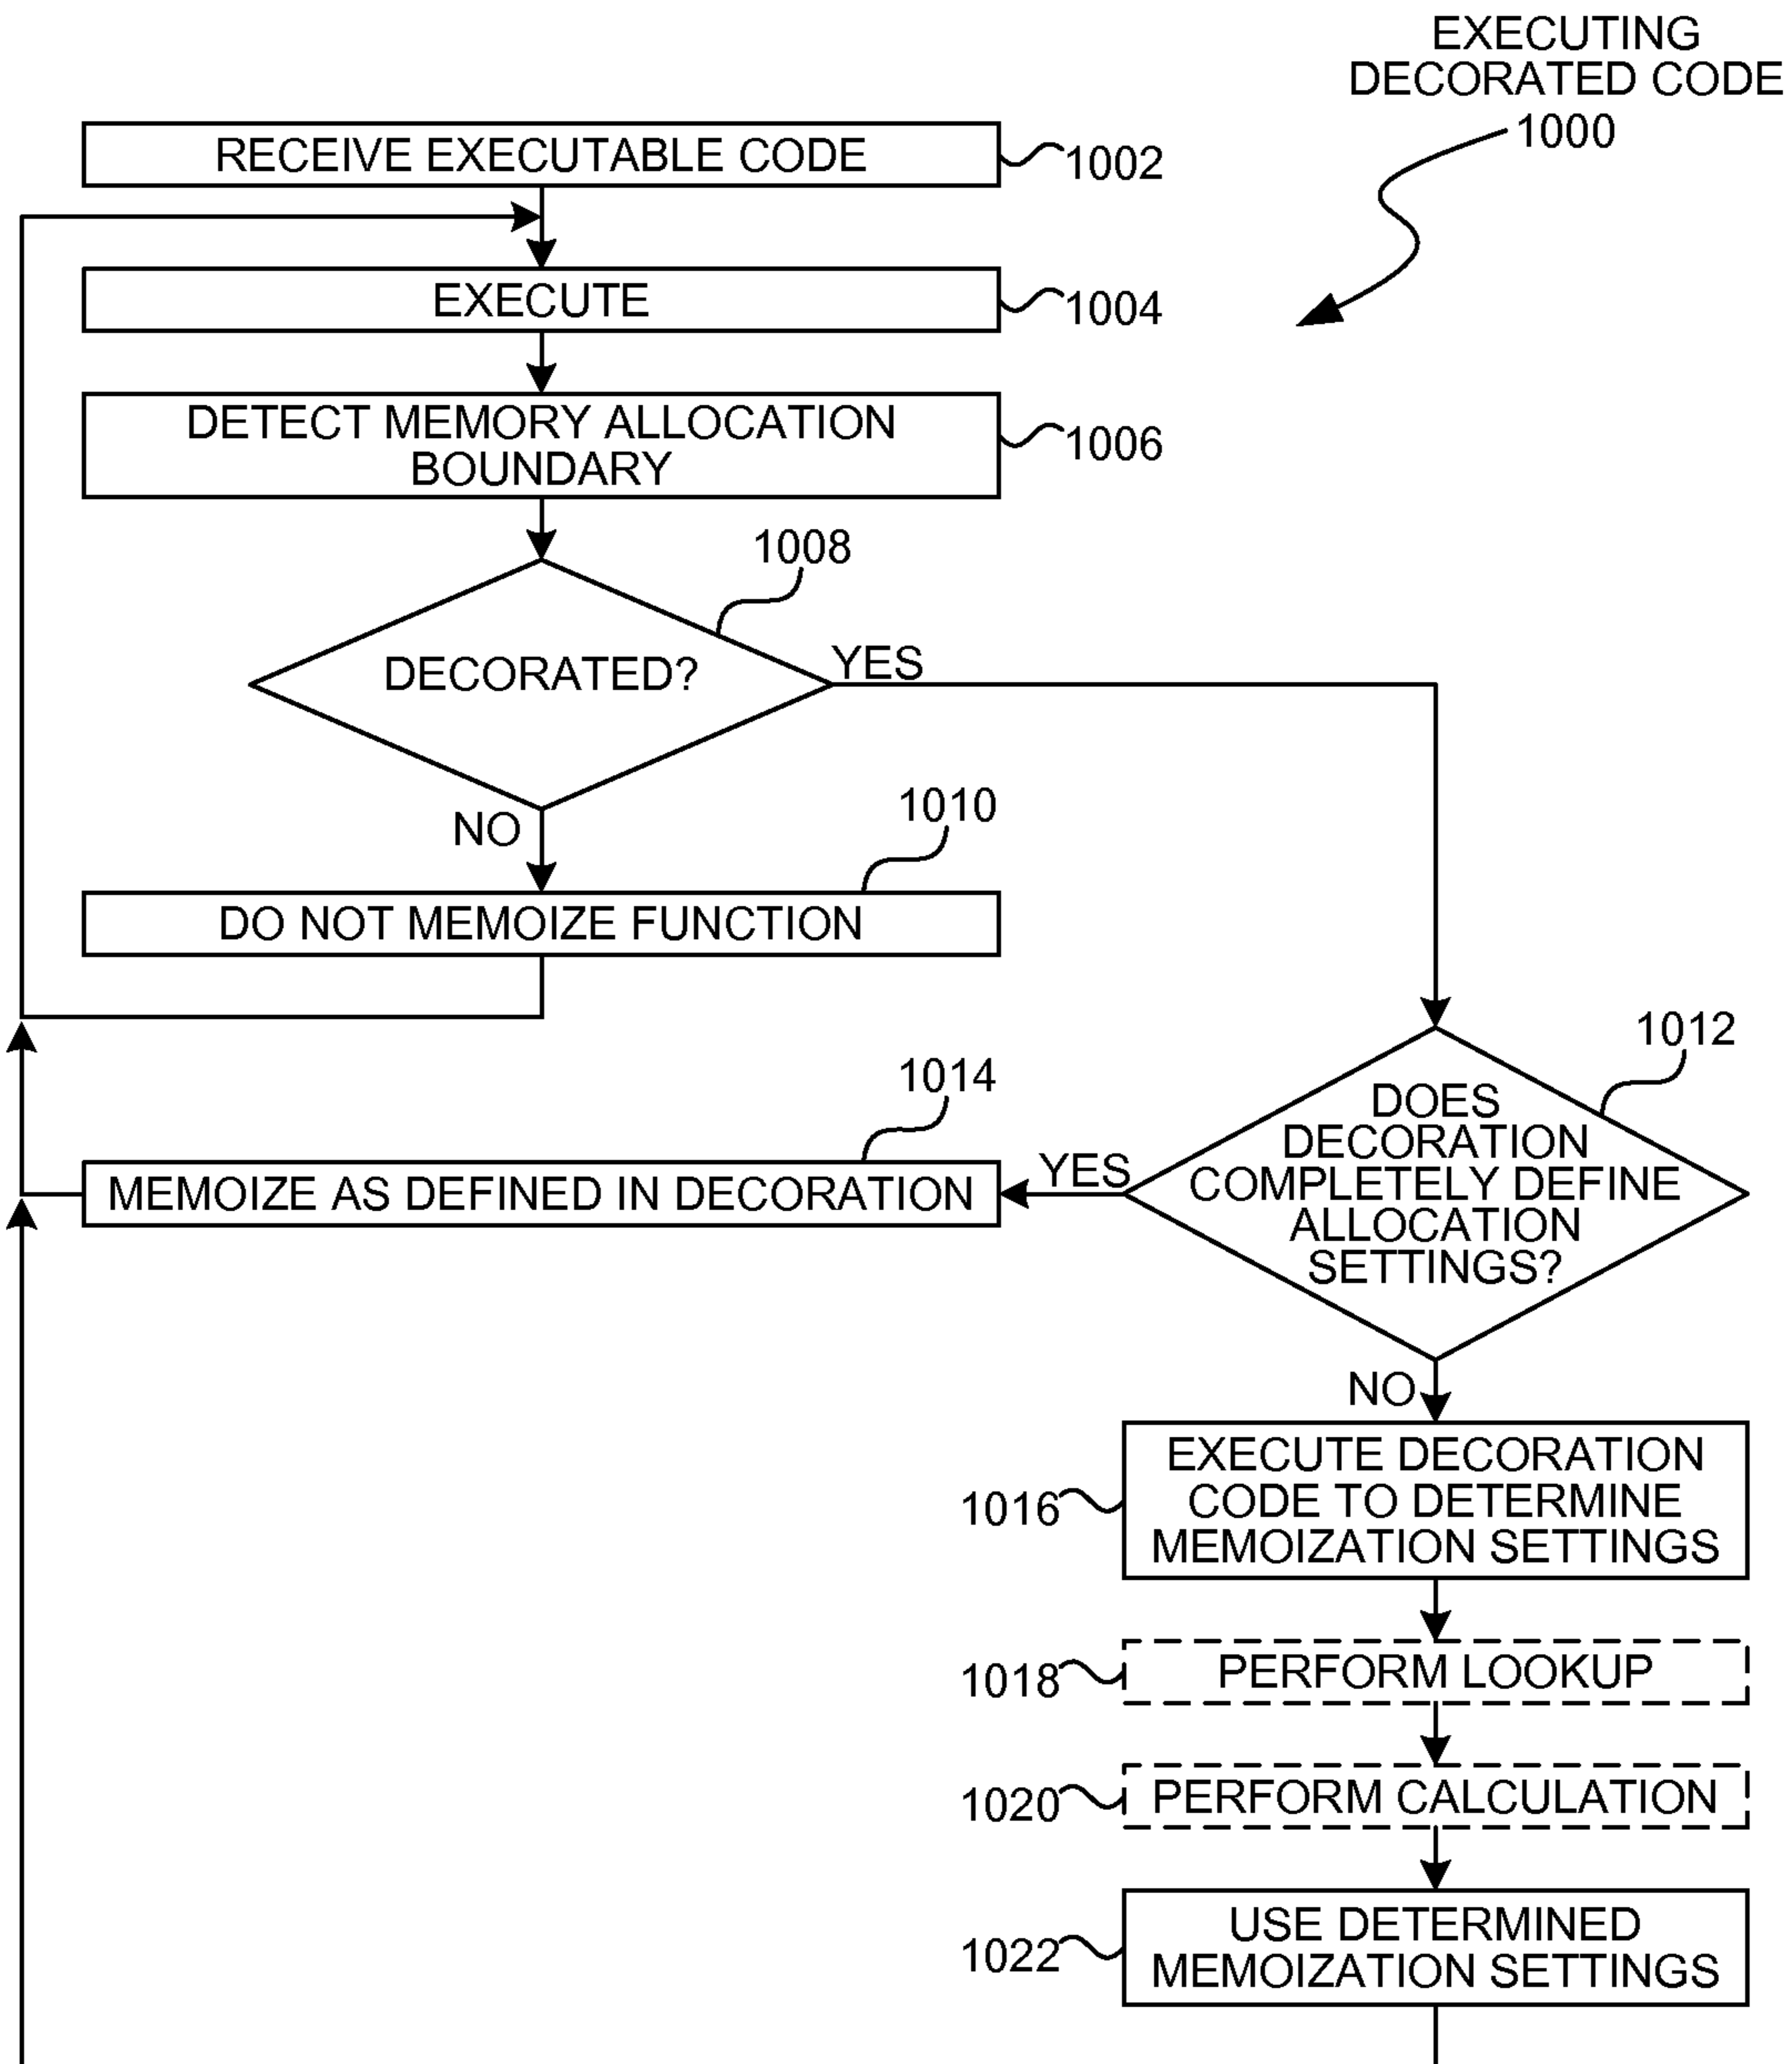 EXECUTING
DECORATED CODE
1000
RECEIVE EXECUTABLE CODE
1002
EXECUTE
1004
DETECT MEMORY ALLOCATION
BOUNDARY
1006
1008
DECORATED?
YES
NO
1010
DO NOT MEMOIZE FUNCTION
1012
DOES
DECORATION
COMPLETELY DEFINE
ALLOCATION
SETTINGS?
YES
1014
MEMOIZE AS DEFINED IN DECORATION
NO
EXECUTE DECORATION
CODE TO DETERMINE
MEMOIZATION SETTINGS
1016
PERFORM LOOKUP
1018
PERFORM CALCULATION
1020
USE DETERMINED
MEMOIZATION SETTINGS
1022